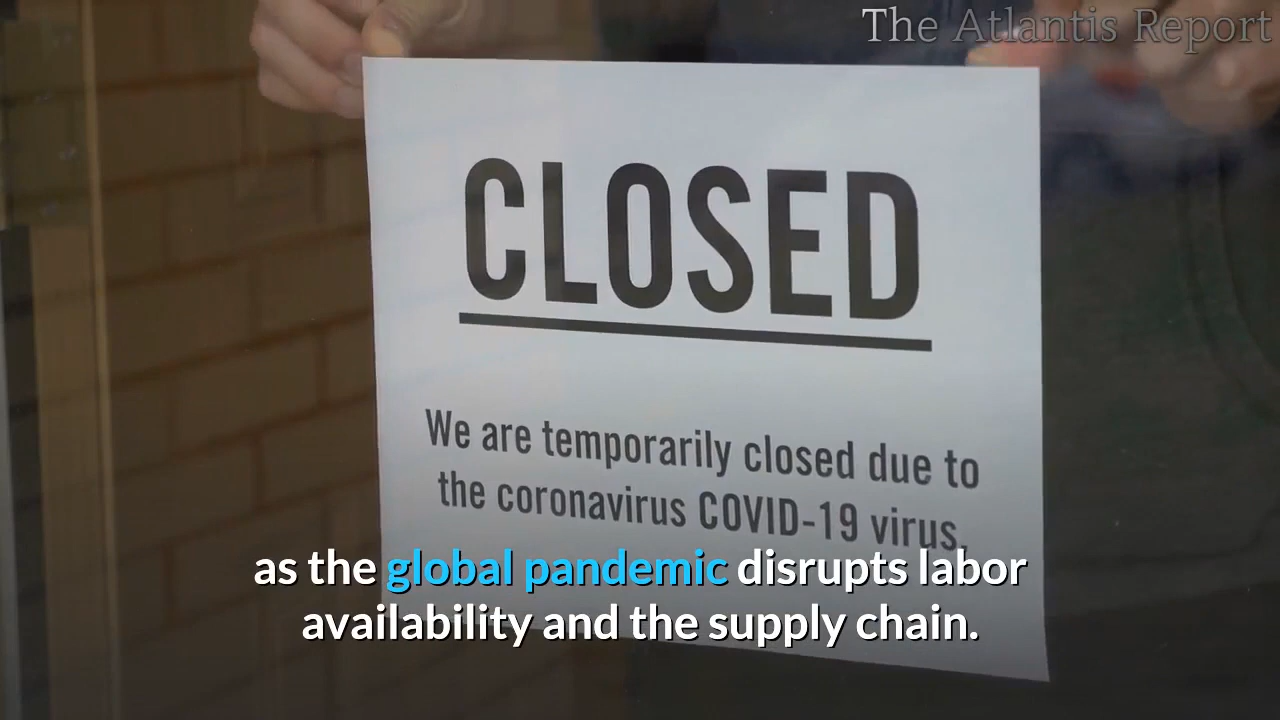 The Atlantis Report
CLOSED
We are temporarily closed due to
the coronavirus COVID-19 virus.
as the global pandemic disrupts labor
availability and the supply chain.